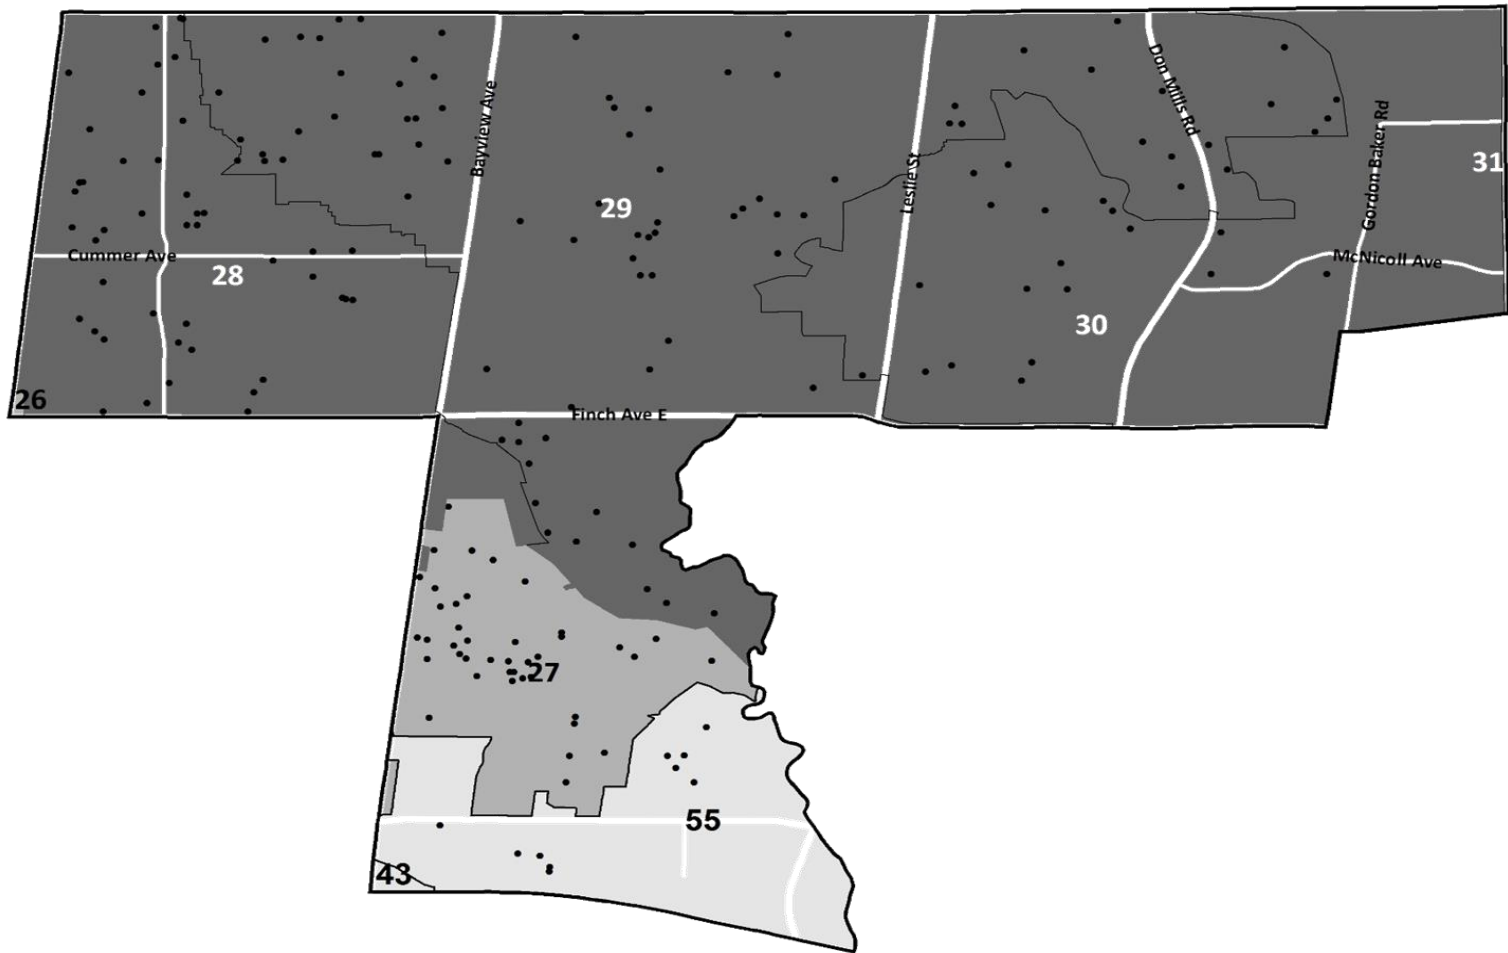 Bayview Ave
Don Mills Rd
Gordon Baker Rd
31
Leslie St
29
Cummer Ave
28
McNicoll Ave
30
26
Finch Ave E
27
55
43